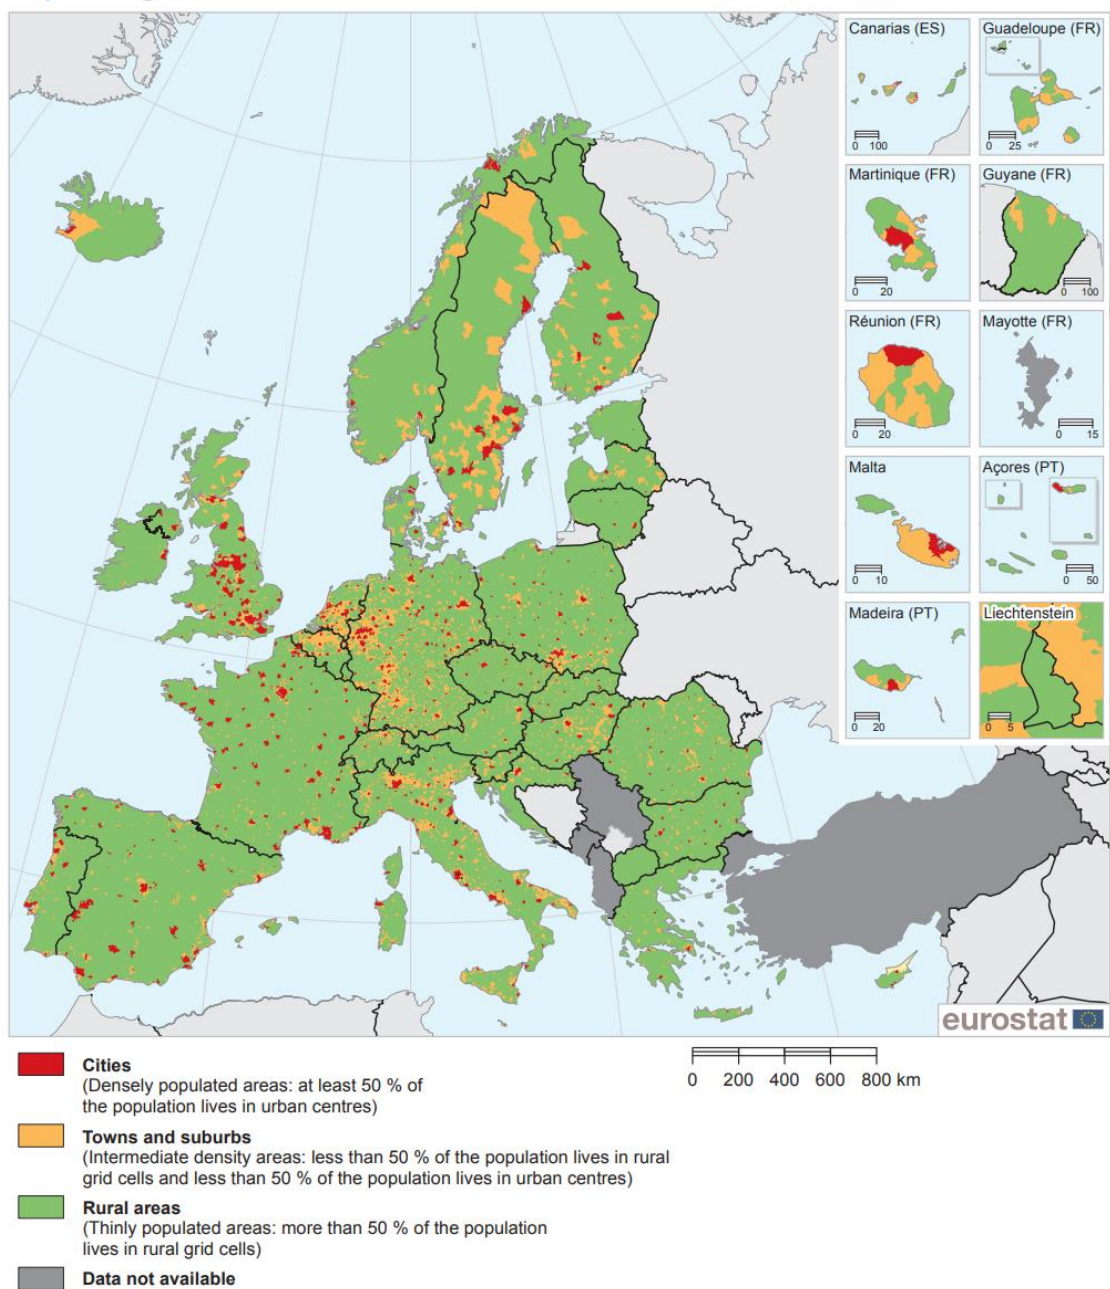 Canarias (ES)
0 100
Guadeloupe (FR)
0 25
Martinique (FR)
0 20
Guyane (FR)
0 100
Réunion (FR)
0 20
Mayotte (FR)
0 15
Malta
0 10
Açores (PT)
0 50
Madeira (PT)
0 20
Liechtenstein
0 5
eurostat
0 200 400 600 800 km
Cities
(Densely populated areas: at least 50 % of
the population lives in urban centres)
Towns and suburbs
(Intermediate density areas: less than 50 % of the population lives in rural
grid cells and less than 50 % of the population lives in urban centres)
Rural areas
(Thinly populated areas: more than 50 % of the population
lives in rural grid cells)
Data not available